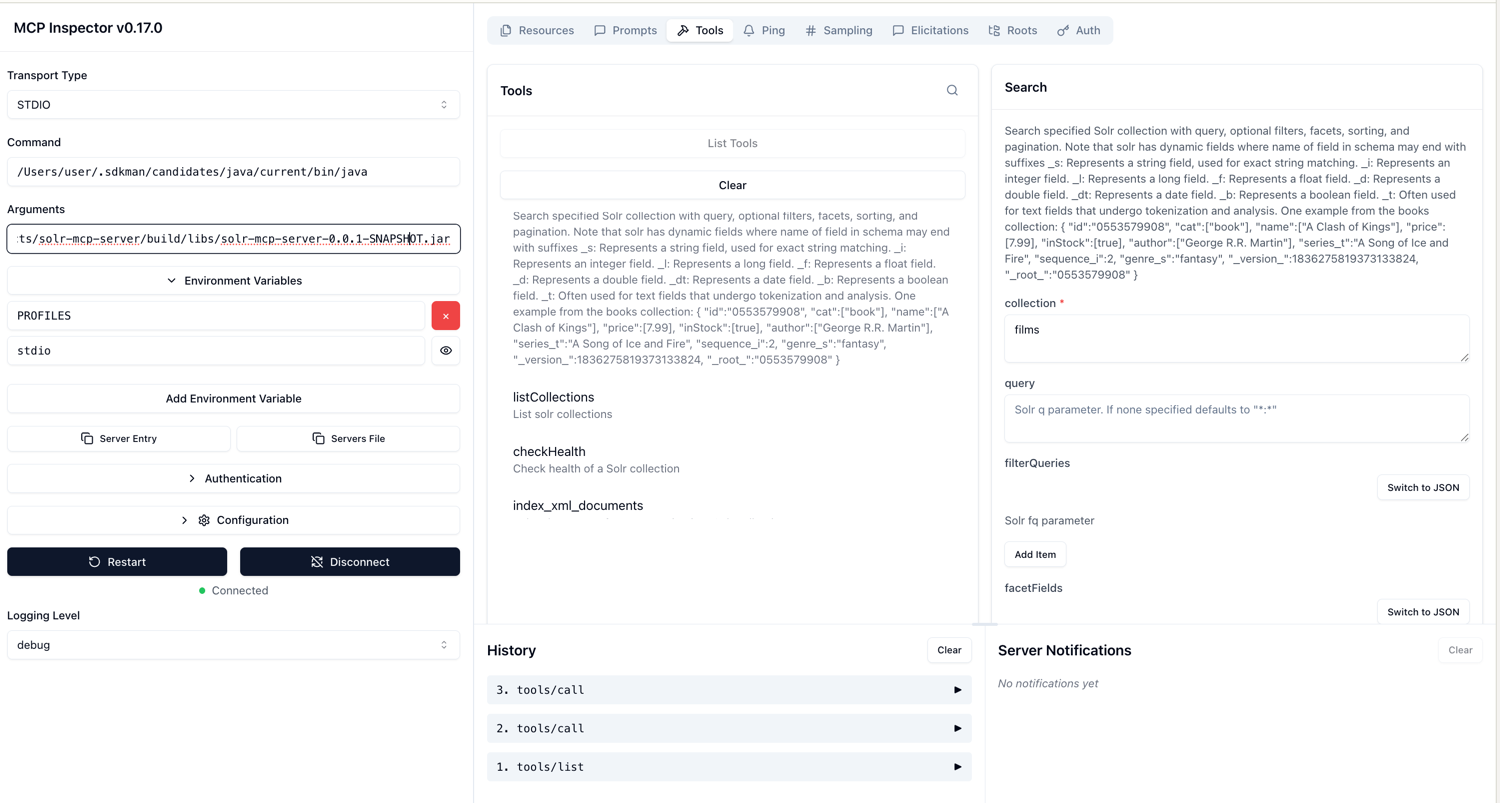 MCP Inspector v0.17.0
Transport Type
STDIO
Command
/Users/user/.sdkman/candidates/java/current/bin/java
Arguments
ts/solr-mcp-server/build/libs/solr-mcp-server-0.0.1-SNAPSHOT.jar
Environment Variables
PROFILES
×
stdio
Add Environment Variable
Server Entry
Servers File
Authentication
Configuration
Restart
Disconnect
Connected
Logging Level
debug
Resources
Prompts
Tools
Ping
Sampling
Elicitations
Roots
Auth
Tools
List Tools
Clear
Search specified Solr collection with query, optional filters, facets, sorting, and
pagination. Note that solr has dynamic fields where name of field in schema may end
with suffixes _s: Represents a string field, used for exact string matching. _i:
Represents an integer field. _l: Represents a long field. _f: Represents a float field.
_d: Represents a double field. _dt: Represents a date field. _b: Represents a boolean
field. _t: Often used for text fields that undergo tokenization and analysis. One
example from the books collection: { "id":"0553579908", "cat":["book"], "name":["A
Clash of Kings"], "price":[7.99], "inStock":[true], "author":["George R.R. Martin"],
"series_t":"A Song of Ice and Fire", "sequence_i":2, "genre_s":"fantasy",
"_version_":1836275819373133824, "_root_":"0553579908" }
listCollections
List solr collections
checkHealth
Check health of a Solr collection
index_xml_documents
Search
Search specified Solr collection with query, optional filters, facets, sorting, and
pagination. Note that solr has dynamic fields where name of field in schema may end with
suffixes _s: Represents a string field, used for exact string matching. _i: Represents an
integer field. _l: Represents a long field. _f: Represents a float field. _d: Represents a
double field. _dt: Represents a date field. _b: Represents a boolean field. _t: Often used
for text fields that undergo tokenization and analysis. One example from the books
collection: { "id":"0553579908", "cat":["book"], "name":["A Clash of Kings"], "price":
[7.99], "inStock":[true], "author":["George R.R. Martin"], "series_t":"A Song of Ice and
Fire", "sequence_i":2, "genre_s":"fantasy", "_version_":1836275819373133824,
"_root_":"0553579908" }
collection *
films
query
Solr q parameter. If none specified defaults to "*:*"
filterQueries
Switch to JSON
Solr fq parameter
Add Item
facetFields
Switch to JSON
History
Clear
3. tools/call
2. tools/call
1. tools/list
Server Notifications
Clear
No notifications yet